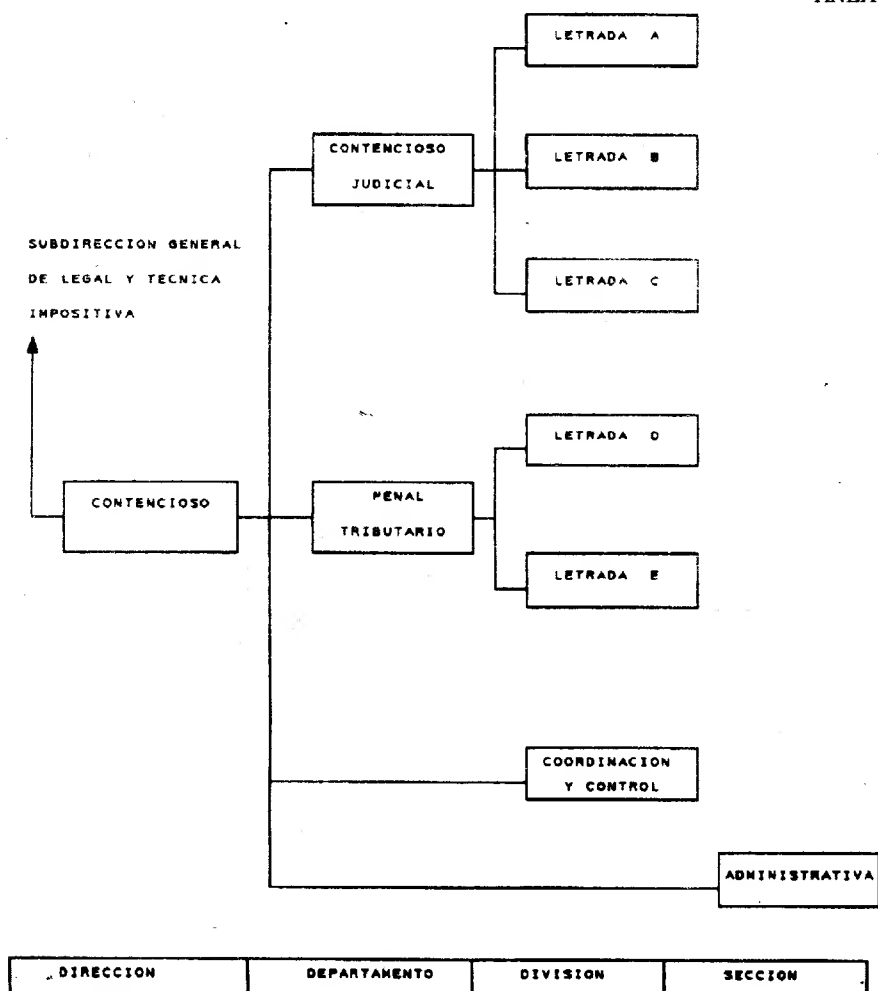 LETRADA A
CONTENCIOSO
JUDICIAL
LETRADA B
LETRADA C
SUBDIRECCION GENERAL
DE LEGAL Y TECNICA
IMPOSITIVA
LETRADA D
CONTENCIOSO
PENAL
TRIBUTARIO
LETRADA E
COORDINACION
Y CONTROL
ADMINISTRATIVA
DIRECCION
DEPARTAMENTO
DIVISION
SECCION